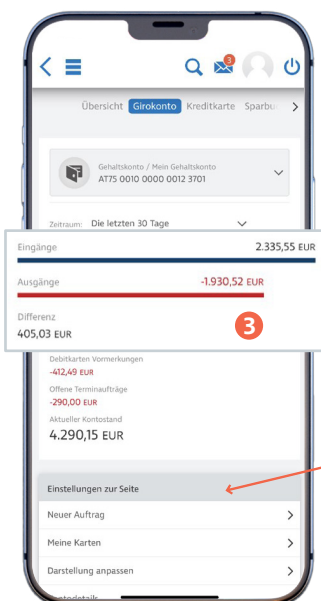 3
Übersicht Girokonto Kreditkarte Sparbu
Gehaltskonto / Mein Gehaltskonto
AT75 0010 0000 0012 3701
Zeitraum: Die letzten 30 Tage
Eingänge 2.335,55 EUR
Ausgänge -1.930,52 EUR
Differenz
405,03 EUR
3
Debitkarten Vormerkungen
-412,49 EUR
Offene Terminaufträge
-290,00 EUR
Aktueller Kontostand
4.290,15 EUR
Einstellungen zur Seite
Neuer Auftrag
Meine Karten
Darstellung anpassen